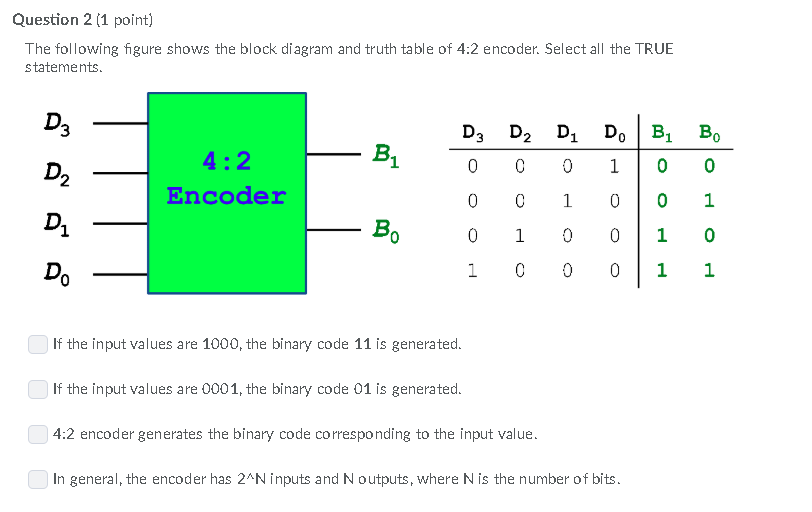 Question 2 (1 point)
The following figure shows the block diagram and truth table of 4:2 encoder. Select all the TRUE
statements.
D₃
D₂
D₁
D₀
4:2
Encoder
B₁
B₀
D₃ D₂ D₁ D₀ B₁ B₀
0 0 0 1 0 0
0 0 1 0 0 1
0 1 0 0 1 0
1 0 0 0 1 1
If the input values are 1000, the binary code 11 is generated.
If the input values are 0001, the binary code 01 is generated.
4:2 encoder generates the binary code corresponding to the input value.
In general, the encoder has 2^N inputs and N outputs, where N is the number of bits.